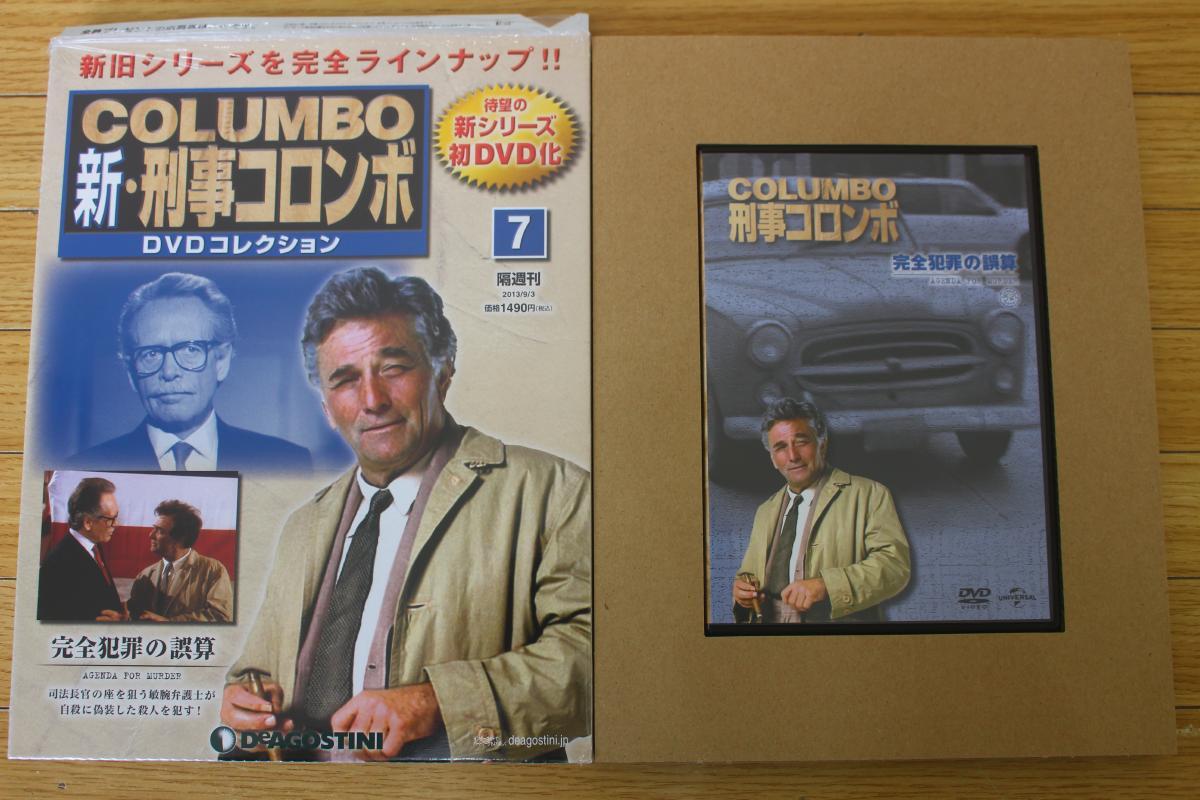 新旧シリーズを完全ラインナップ!!
COLUMBO
新・刑事コロンボ
DVDコレクション
待望の
新シリーズ
初DVD化
7
隔週刊
2013/9/3
価格1490円(税込)
完全犯罪の誤算
AGENDA FOR MURDER
司法長官の座を狙う敏腕弁護士が
自殺に偽装した殺人を犯す!
DeAGOSTINI
deagostini.jp
COLUMBO
刑事コロンボ
完全犯罪の誤算
AGENDA FOR MURDER
DVD
VIDEO
UNIVERSAL